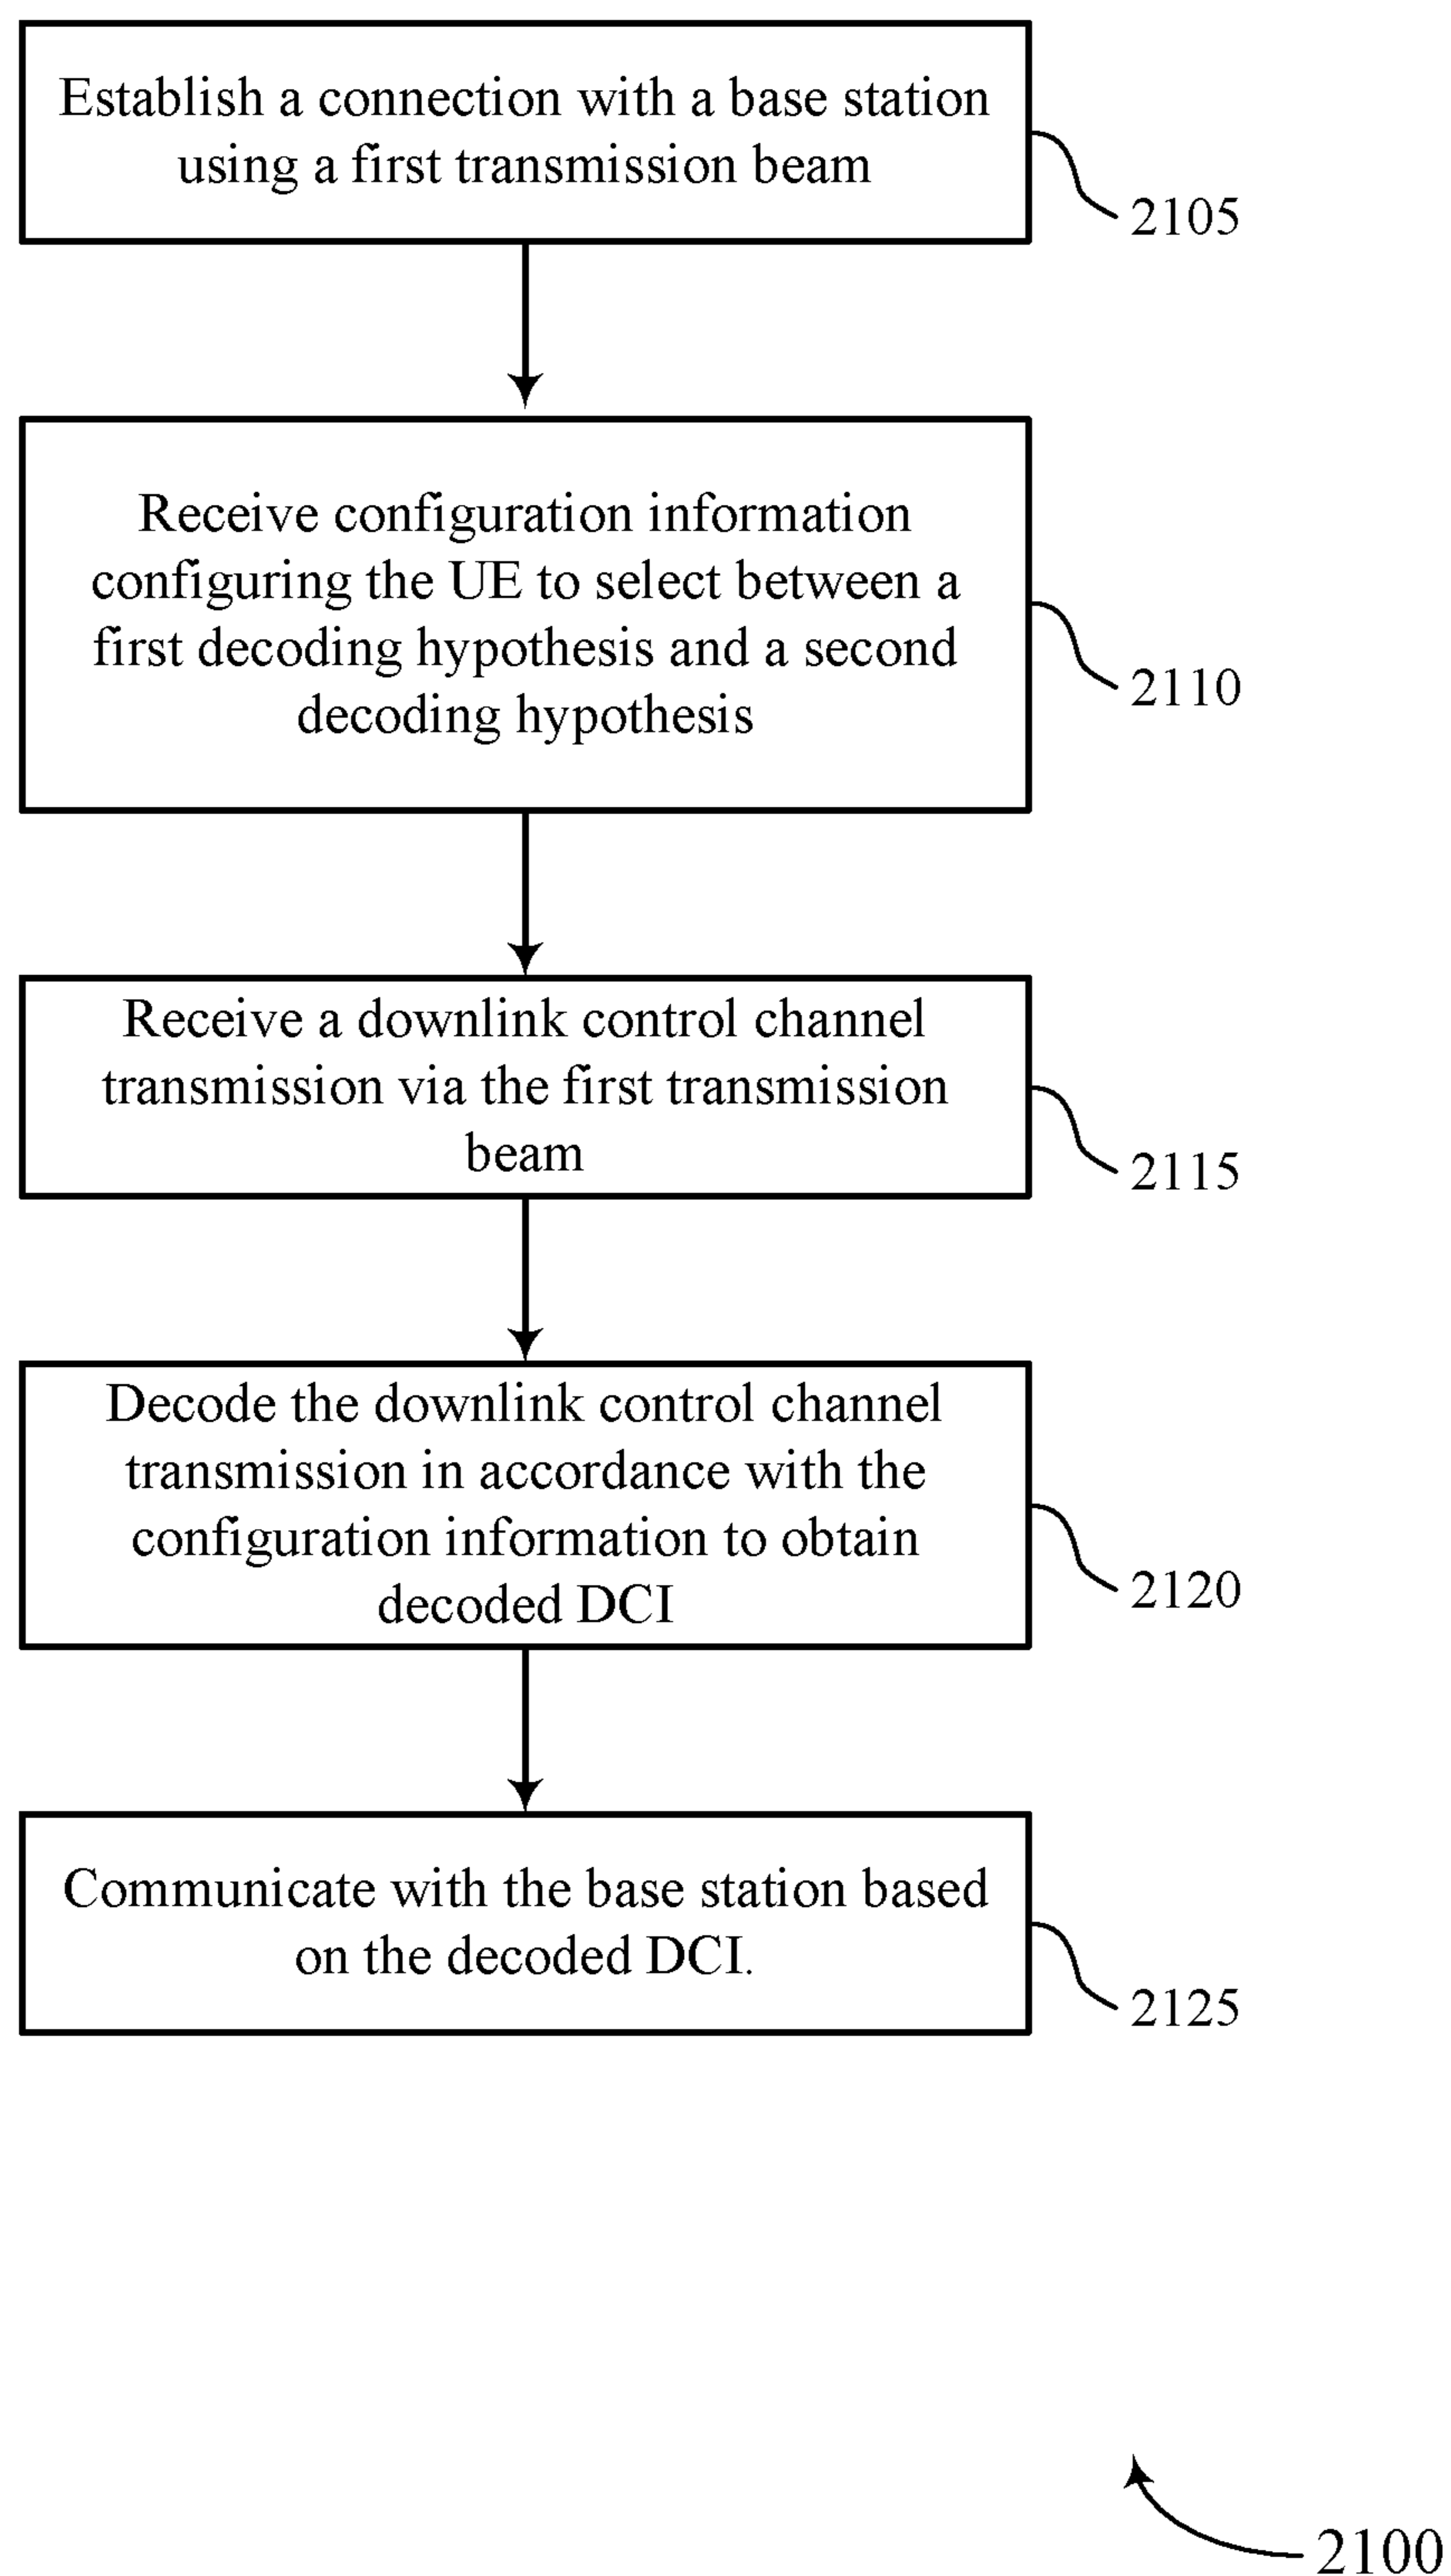 Establish a connection with a base station
using a first transmission beam
2105
Receive configuration information
configuring the UE to select between a
first decoding hypothesis and a second
decoding hypothesis
2110
Receive a downlink control channel
transmission via the first transmission
beam
2115
Decode the downlink control channel
transmission in accordance with the
configuration information to obtain
decoded DCI
2120
Communicate with the base station based
on the decoded DCI.
2125
2100